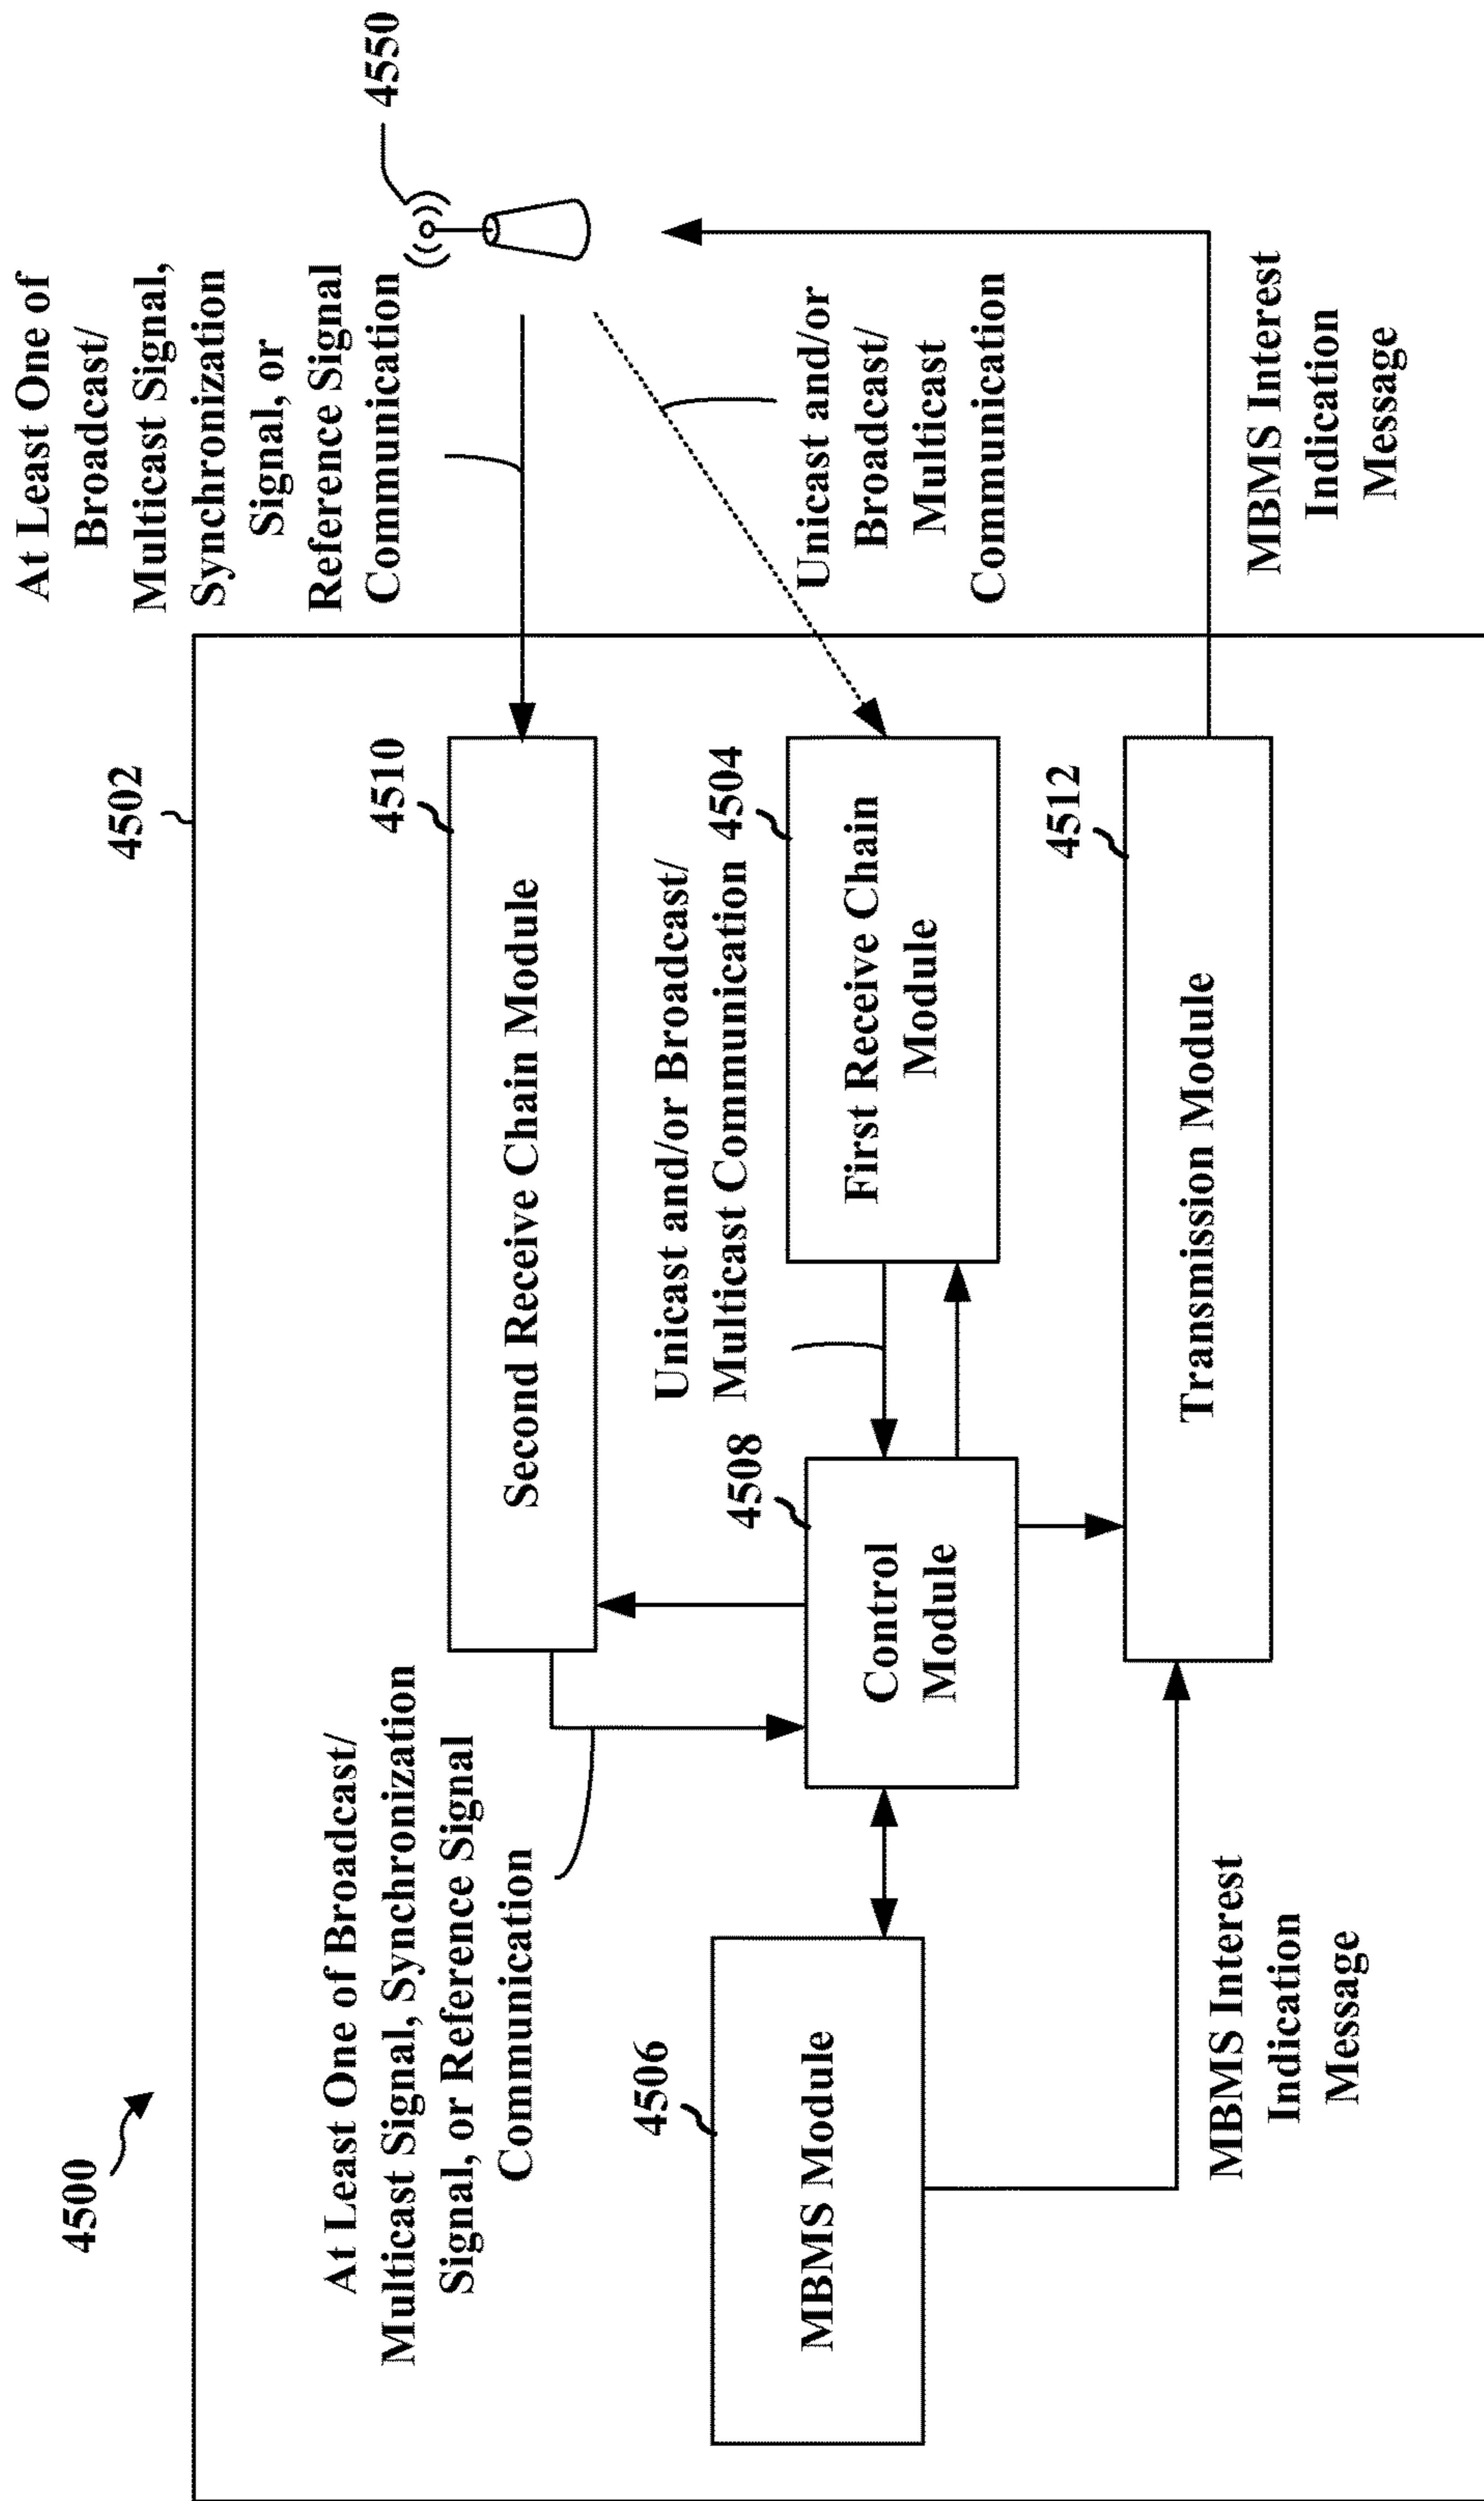 4500
4502
At Least One of
Broadcast/
Multicast Signal,
Synchronization
Signal, or
Reference Signal
Communication
4550
At Least One of Broadcast/
Multicast Signal, Synchronization
Signal, or Reference Signal
Communication
4510
Second Receive Chain Module
4506
MBMS Module
4508
Control
Module
Unicast and/or Broadcast/
Multicast Communication
4504
First Receive Chain
Module
Unicast and/or
Broadcast/
Multicast
Communication
4512
Transmission Module
MBMS Interest
Indication
Message
MBMS Interest
Indication
Message